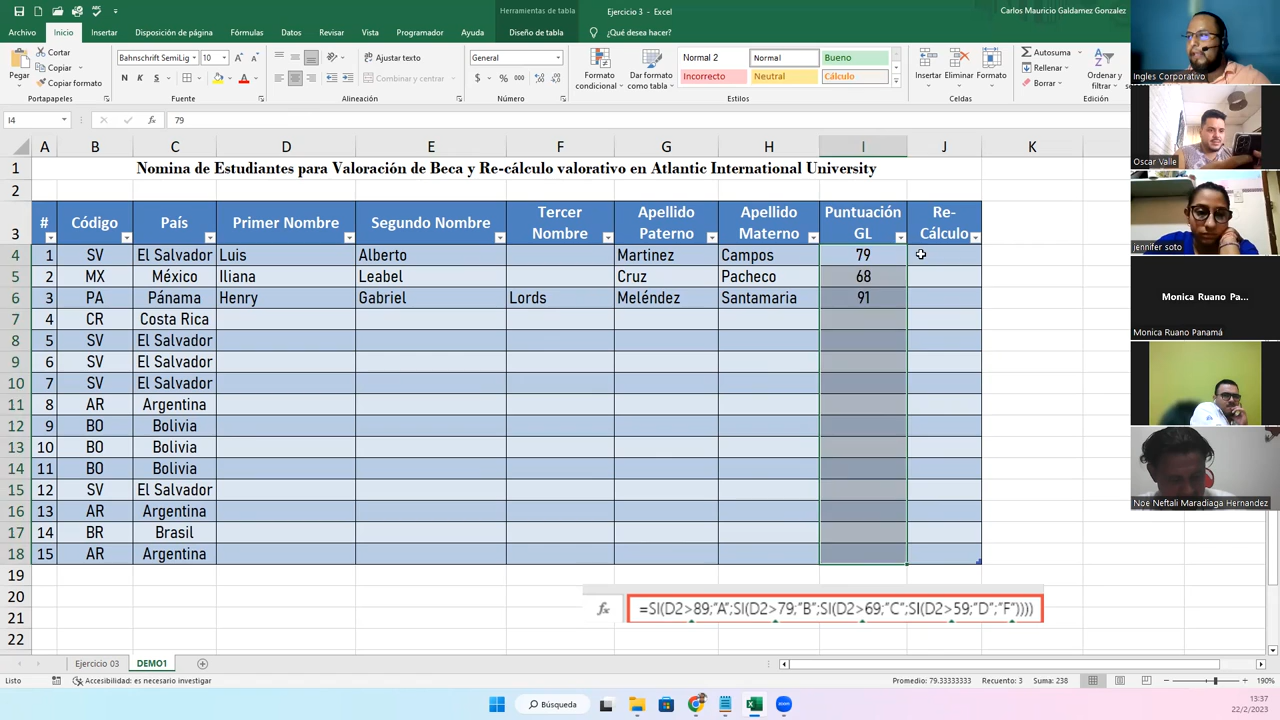 Herramientas de tabla
Ejercicio 3 - Excel
Carlos Mauricio Galdamez Gonzalez
Archivo Inicio Insertar Disposición de página Fórmulas Datos Revisar Vista Programador Ayuda Diseño de tabla ¿Qué desea hacer?
Pegar
Cortar
Copiar
Copiar formato
Portapapeles
Bahnschrift SemiLig 10
N K S
Fuente
Ajustar texto
Combinar y centrar
Alineación
General
Número
Formato condicional
Dar formato como tabla
Normal 2 Normal Bueno
Incorrecto Neutral Cálculo
Estilos
Insertar Eliminar Formato
Celdas
Autosuma
Rellenar
Borrar
Ordenar y filtrar
Edición
I4 fx 79
A B C D E F G H I J K
1 Nomina de Estudiantes para Valoración de Beca y Re-cálculo valorativo en Atlantic International University
2
3 # Código País Primer Nombre Segundo Nombre Tercer Nombre Apellido Paterno Apellido Materno Puntuación GL Re-Cálculo
4 1 SV El Salvador Luis Alberto Martinez Campos 79
5 2 MX México Iliana Leabel Cruz Pacheco 68
6 3 PA Pánama Henry Gabriel Lords Meléndez Santamaria 91
7 4 CR Costa Rica
8 5 SV El Salvador
9 6 SV El Salvador
10 7 SV El Salvador
11 8 AR Argentina
12 9 BO Bolivia
13 10 BO Bolivia
14 11 BO Bolivia
15 12 SV El Salvador
16 13 AR Argentina
17 14 BR Brasil
18 15 AR Argentina
19
20
21
22
fx =SI(D2>89;"A";SI(D2>79;"B";SI(D2>69;"C";SI(D2>59;"D";"F"))))
Ejercicio 03 DEMO1
Listo Accesibilidad: es necesario investigar Promedio: 79.33333333 Recuento: 3 Suma: 238 190%
Búsqueda
13:37
22/2/2023
Ingles Corporativo
Oscar Valle
jennifer soto
Monica Ruano Pa...
Monica Ruano Panamá
Noe Neftali Maradiaga Hernandez